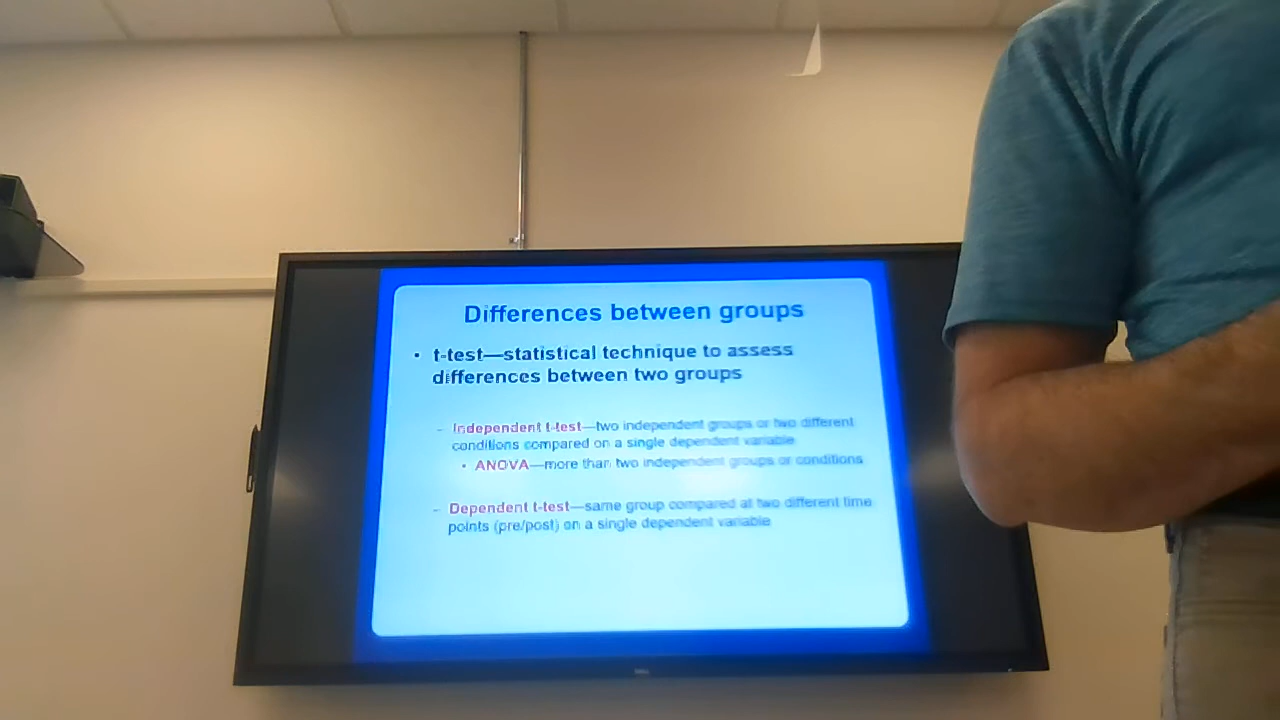 Differences between groups
• t-test—statistical technique to assess
differences between two groups
– Independent t-test—two independent groups or two different
conditions compared on a single dependent variable
• ANOVA—more than two independent groups or conditions
– Dependent t-test—same group compared at two different time
points (pre/post) on a single dependent variable